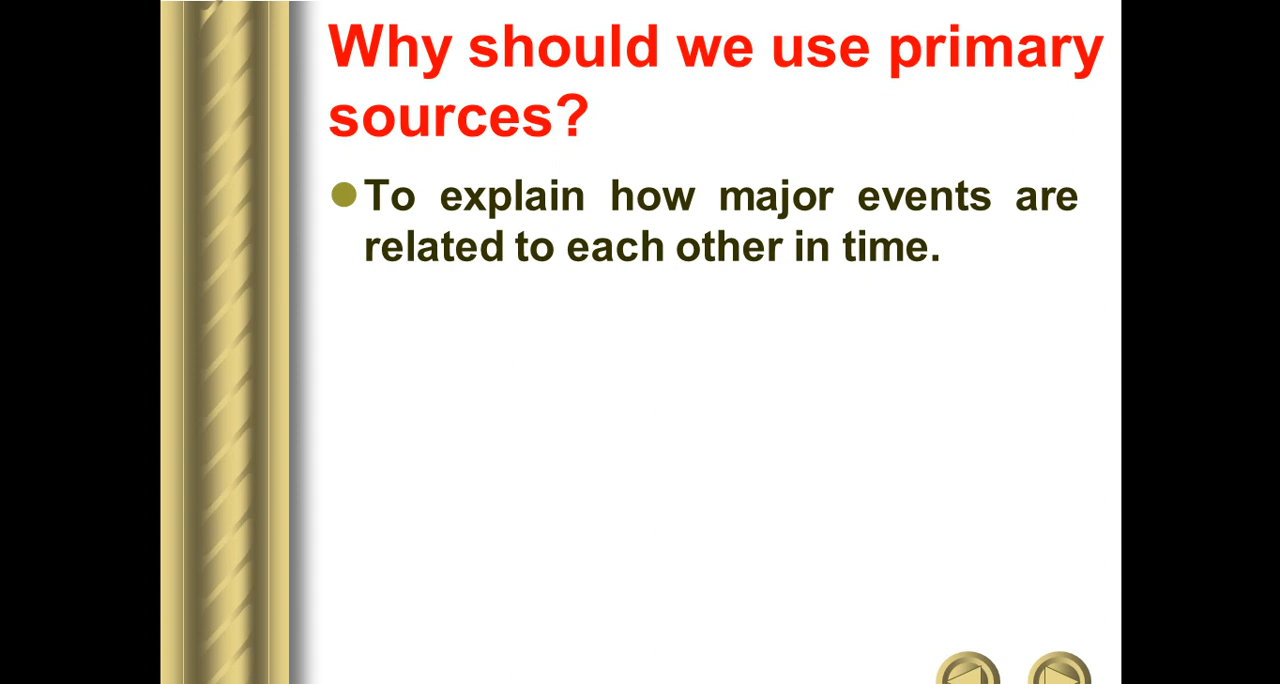 Why should we use primary
sources?
To explain how major events are
related to each other in time.